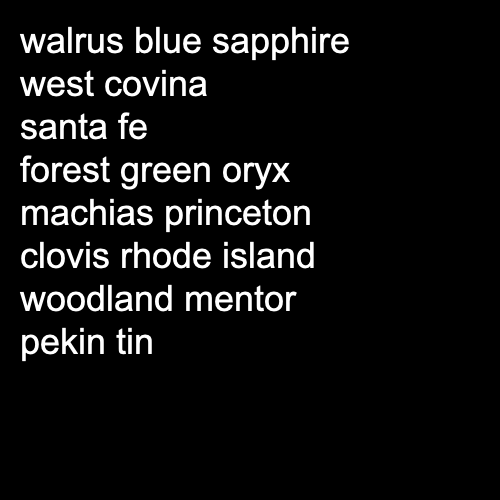 walrus blue sapphire
west covina
santa fe
forest green oryx
machias princeton
clovis rhode island
woodland mentor
pekin tin